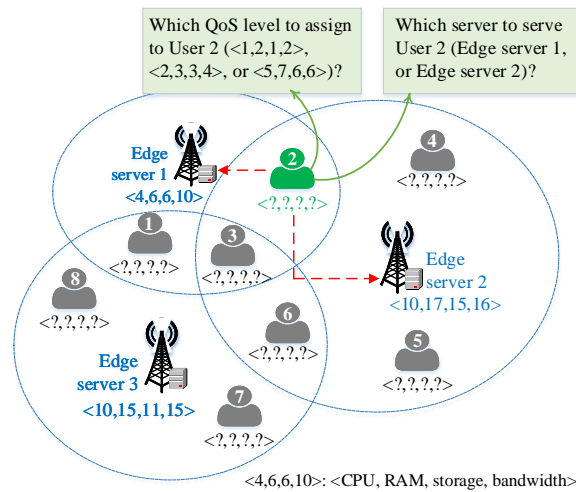 Which QoS level to assign
to User 2 (<1,2,1,2>,
<2,3,3,4>, or <5,7,6,6>)?
Which server to serve
User 2 (Edge server 1,
or Edge server 2)?
Edge
server 1
<4,6,6,10>
2
<?,?,?,?>
4
<?,?,?,?>
1
<?,?,?,?>
3
<?,?,?,?>
Edge
server 2
<10,17,15,16>
8
<?,?,?,?>
6
<?,?,?,?>
5
<?,?,?,?>
Edge
server 3
<10,15,11,15>
7
<?,?,?,?>
<4,6,6,10>: <CPU, RAM, storage, bandwidth>